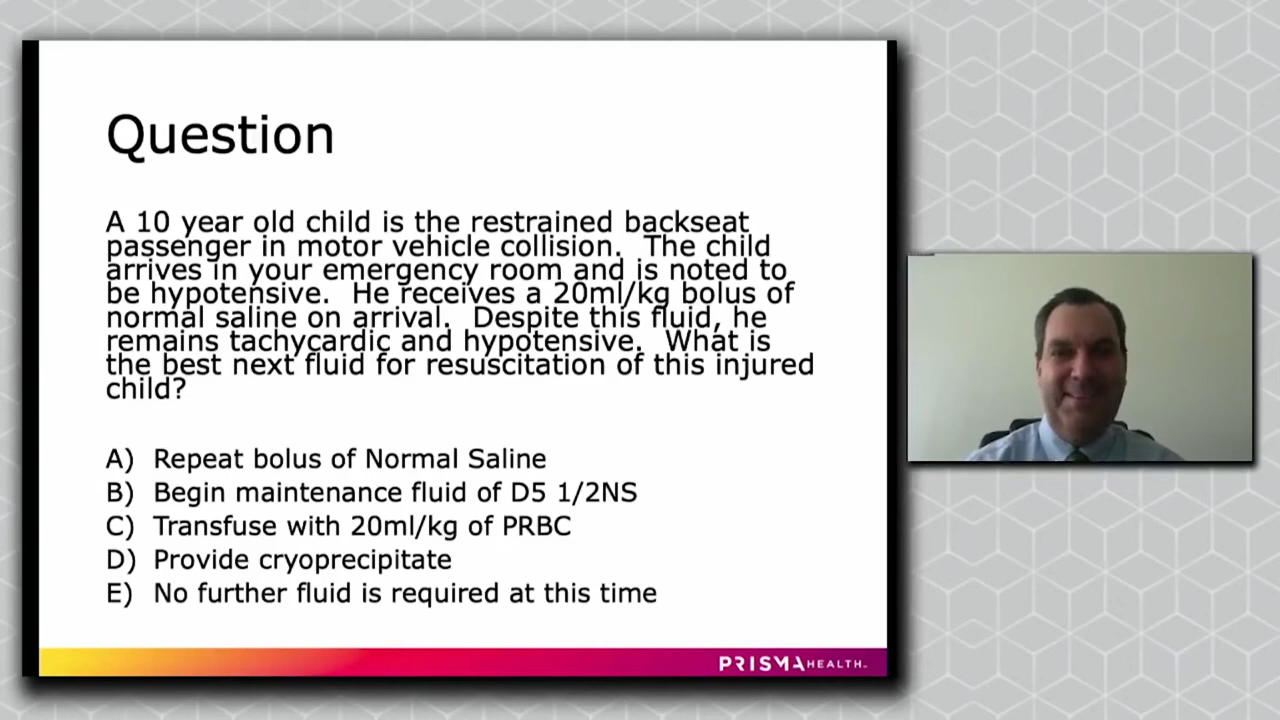 Question
A 10 year old child is the restrained backseat
passenger in motor vehicle collision.  The child
arrives in your emergency room and is noted to
be hypotensive.  He receives a 20ml/kg bolus of
normal saline on arrival.  Despite this fluid, he
remains tachycardic and hypotensive.  What is
the best next fluid for resuscitation of this injured
child?
A) Repeat bolus of Normal Saline
B) Begin maintenance fluid of D5 1/2NS
C) Transfuse with 20ml/kg of PRBC
D) Provide cryoprecipitate
E) No further fluid is required at this time
PRISMA HEALTH